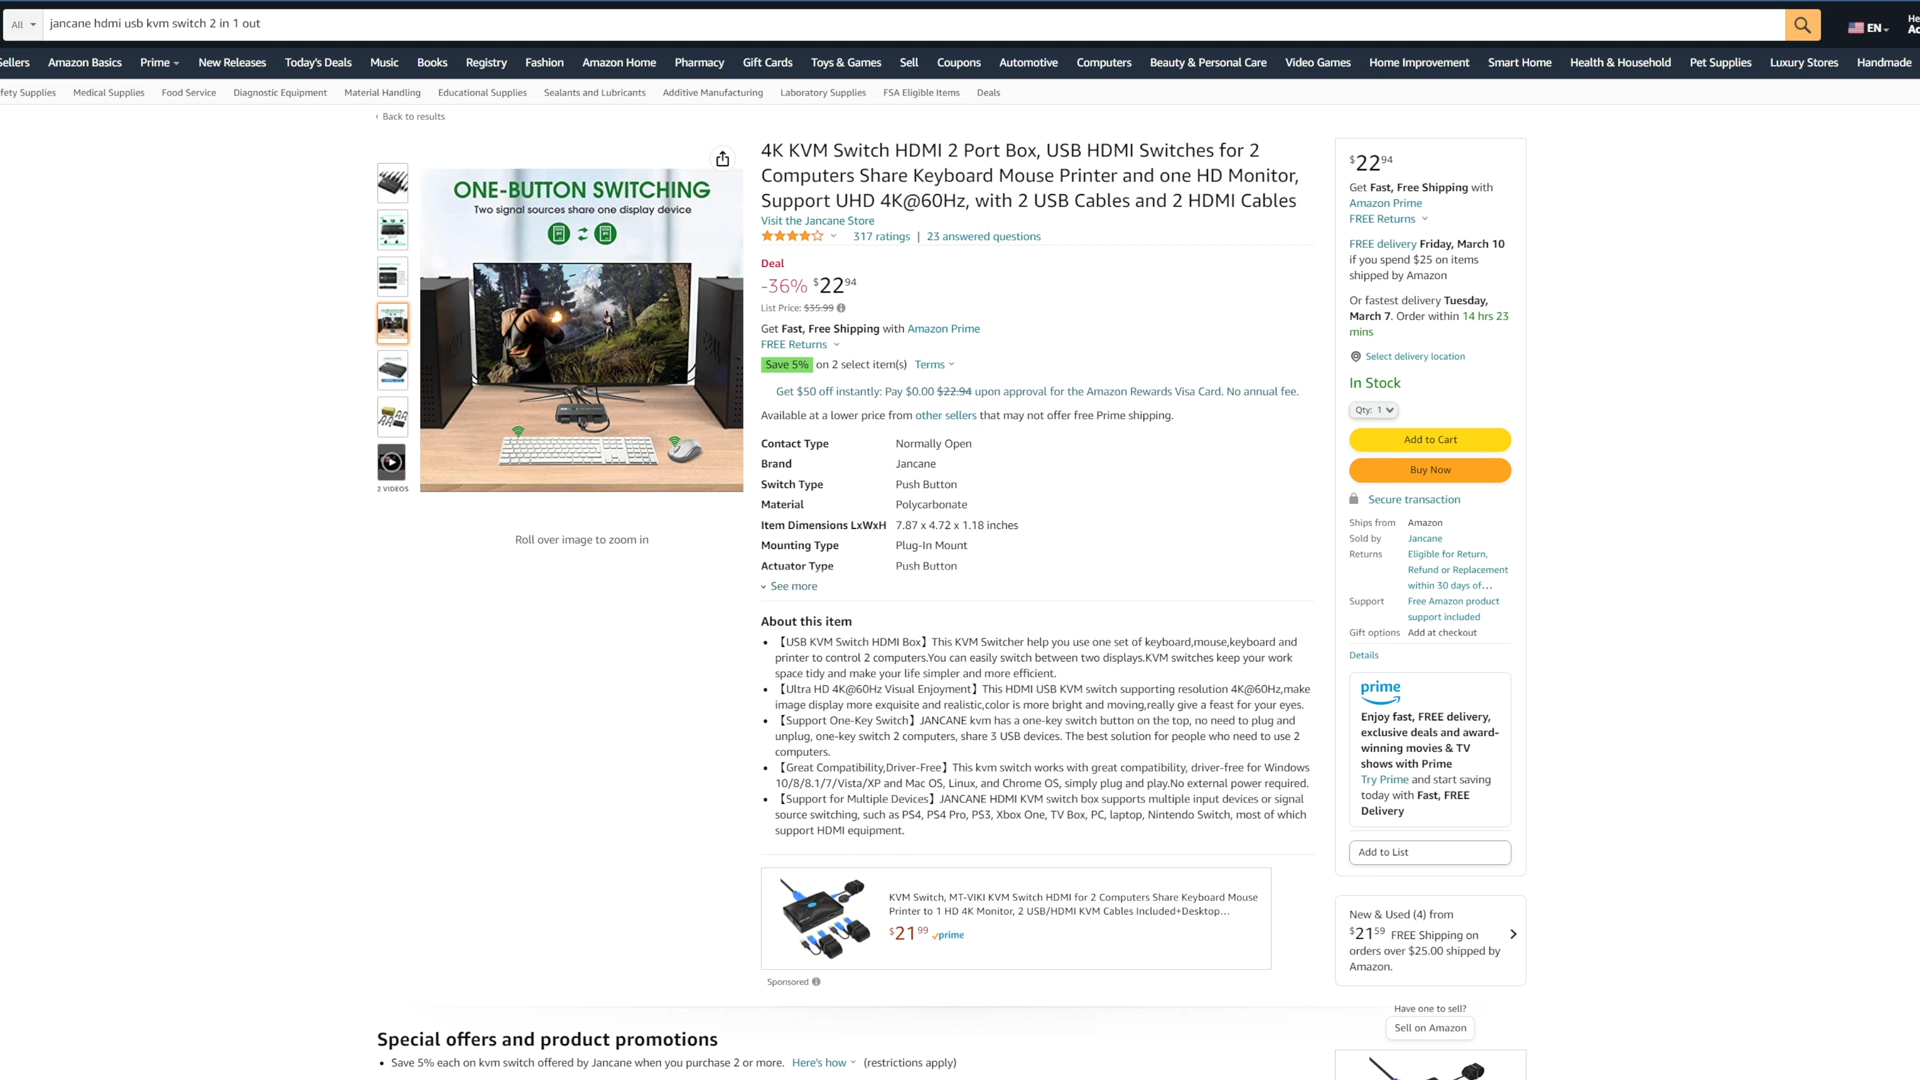 All
jancane hdmi usb kvm switch 2 in 1 out
EN
Sellers Amazon Basics Prime New Releases Today's Deals Music Books Registry Fashion Amazon Home Pharmacy Gift Cards Toys & Games Sell Coupons Automotive Computers Beauty & Personal Care Video Games Home Improvement Smart Home Health & Household Pet Supplies Luxury Stores Handmade
fety Supplies Medical Supplies Food Service Diagnostic Equipment Material Handling Educational Supplies Sealants and Lubricants Additive Manufacturing Laboratory Supplies FSA Eligible Items Deals
‹ Back to results
ONE-BUTTON SWITCHING
Two signal sources share one display device
2 VIDEOS
Roll over image to zoom in
4K KVM Switch HDMI 2 Port Box, USB HDMI Switches for 2
Computers Share Keyboard Mouse Printer and one HD Monitor,
Support UHD 4K@60Hz, with 2 USB Cables and 2 HDMI Cables
Visit the Jancane Store
317 ratings | 23 answered questions
Deal
-36% $22 94
List Price: $35.99
Get Fast, Free Shipping with Amazon Prime
FREE Returns
Save 5% on 2 select item(s) Terms
Get $50 off instantly: Pay $0.00 $22.94 upon approval for the Amazon Rewards Visa Card. No annual fee.
Available at a lower price from other sellers that may not offer free Prime shipping.
Contact Type Normally Open
Brand Jancane
Switch Type Push Button
Material Polycarbonate
Item Dimensions LxWxH 7.87 x 4.72 x 1.18 inches
Mounting Type Plug-In Mount
Actuator Type Push Button
See more
About this item
• 【USB KVM Switch HDMI Box】This KVM Switcher help you use one set of keyboard,mouse,keyboard and
printer to control 2 computers.You can easily switch between two displays.KVM switches keep your work
space tidy and make your life simpler and more efficient.
• 【Ultra HD 4K@60Hz Visual Enjoyment】This HDMI USB KVM switch supporting resolution 4K@60Hz,make
image display more exquisite and realistic,color is more bright and moving,really give a feast for your eyes.
• 【Support One-Key Switch】JANCANE kvm has a one-key switch button on the top, no need to plug and
unplug, one-key switch 2 computers, share 3 USB devices. The best solution for people who need to use 2
computers.
• 【Great Compatibility,Driver-Free】This kvm switch works with great compatibility, driver-free for Windows
10/8/8.1/7/Vista/XP and Mac OS, Linux, and Chrome OS, simply plug and play.No external power required.
• 【Support for Multiple Devices】JANCANE HDMI KVM switch box supports multiple input devices or signal
source switching, such as PS4, PS4 Pro, PS3, Xbox One, TV Box, PC, laptop, Nintendo Switch, most of which
support HDMI equipment.
KVM Switch, MT-VIKI KVM Switch HDMI for 2 Computers Share Keyboard Mouse
Printer to 1 HD 4K Monitor, 2 USB/HDMI KVM Cables Included+Desktop...
$21 99 prime
Sponsored
$22 94
Get Fast, Free Shipping with
Amazon Prime
FREE Returns
FREE delivery Friday, March 10
if you spend $25 on items
shipped by Amazon
Or fastest delivery Tuesday,
March 7. Order within 14 hrs 23
mins
Select delivery location
In Stock
Qty: 1
Add to Cart
Buy Now
Secure transaction
Ships from Amazon
Sold by Jancane
Returns Eligible for Return,
Refund or Replacement
within 30 days of...
Support Free Amazon product
support included
Gift options Add at checkout
Details
prime
Enjoy fast, FREE delivery,
exclusive deals and award-
winning movies & TV
shows with Prime
Try Prime and start saving
today with Fast, FREE
Delivery
Add to List
New & Used (4) from
$21 59 FREE Shipping on
orders over $25.00 shipped by
Amazon.
Have one to sell?
Sell on Amazon
Special offers and product promotions
• Save 5% each on kvm switch offered by Jancane when you purchase 2 or more. Here's how (restrictions apply)